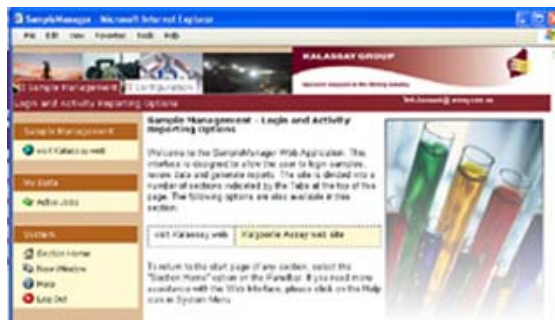 SampleManager - Microsoft Internet Explorer
File Edit View Favorites Tools Help
KALASSAY GROUP
Sample Management Configuration
Login and Activity Reporting Options
Sample Management
Visit Kalassay web
My Data
Active Jobs
System
Section Home
New Window
Help
Log Out
Sample Management - Login and Activity
Reporting Options
Welcome to the SampleManager Web Application. This
interface is designed to allow the user to login samples,
review data and generate reports. The site is divided into a
number of sections indicated by the Tabs at the top of this
page. The following options are also available in this
section:
Visit Kalassay web Kalgoorlie Assay web site
To return to the start page of any section, select the
"Section Home" option on the PanelBar. If you need more
assistance with the Web Interface, please click on the Help
icon in System Menu